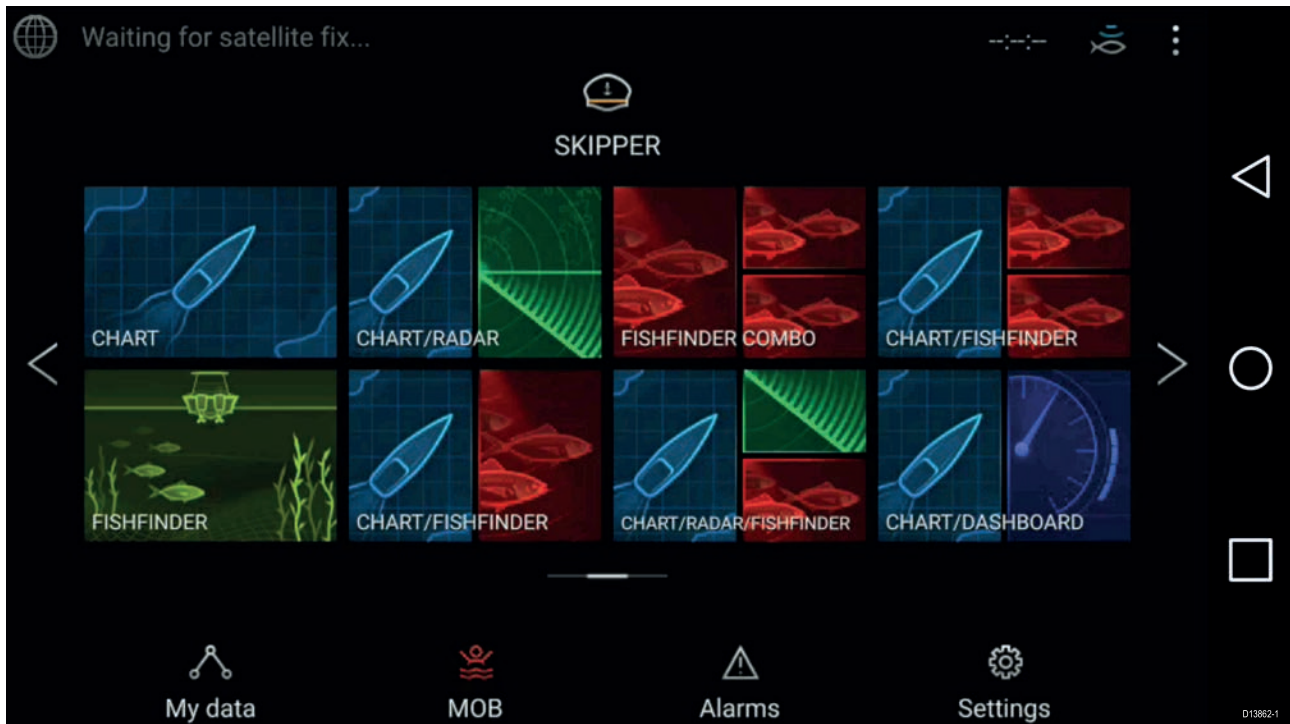 Waiting for satellite fix...
--:--:--
SKIPPER
CHART
CHART/RADAR
FISHFINDER COMBO
CHART/FISHFINDER
FISHFINDER
CHART/FISHFINDER
CHART/RADAR/FISHFINDER
CHART/DASHBOARD
My data
MOB
Alarms
Settings
D13862-1